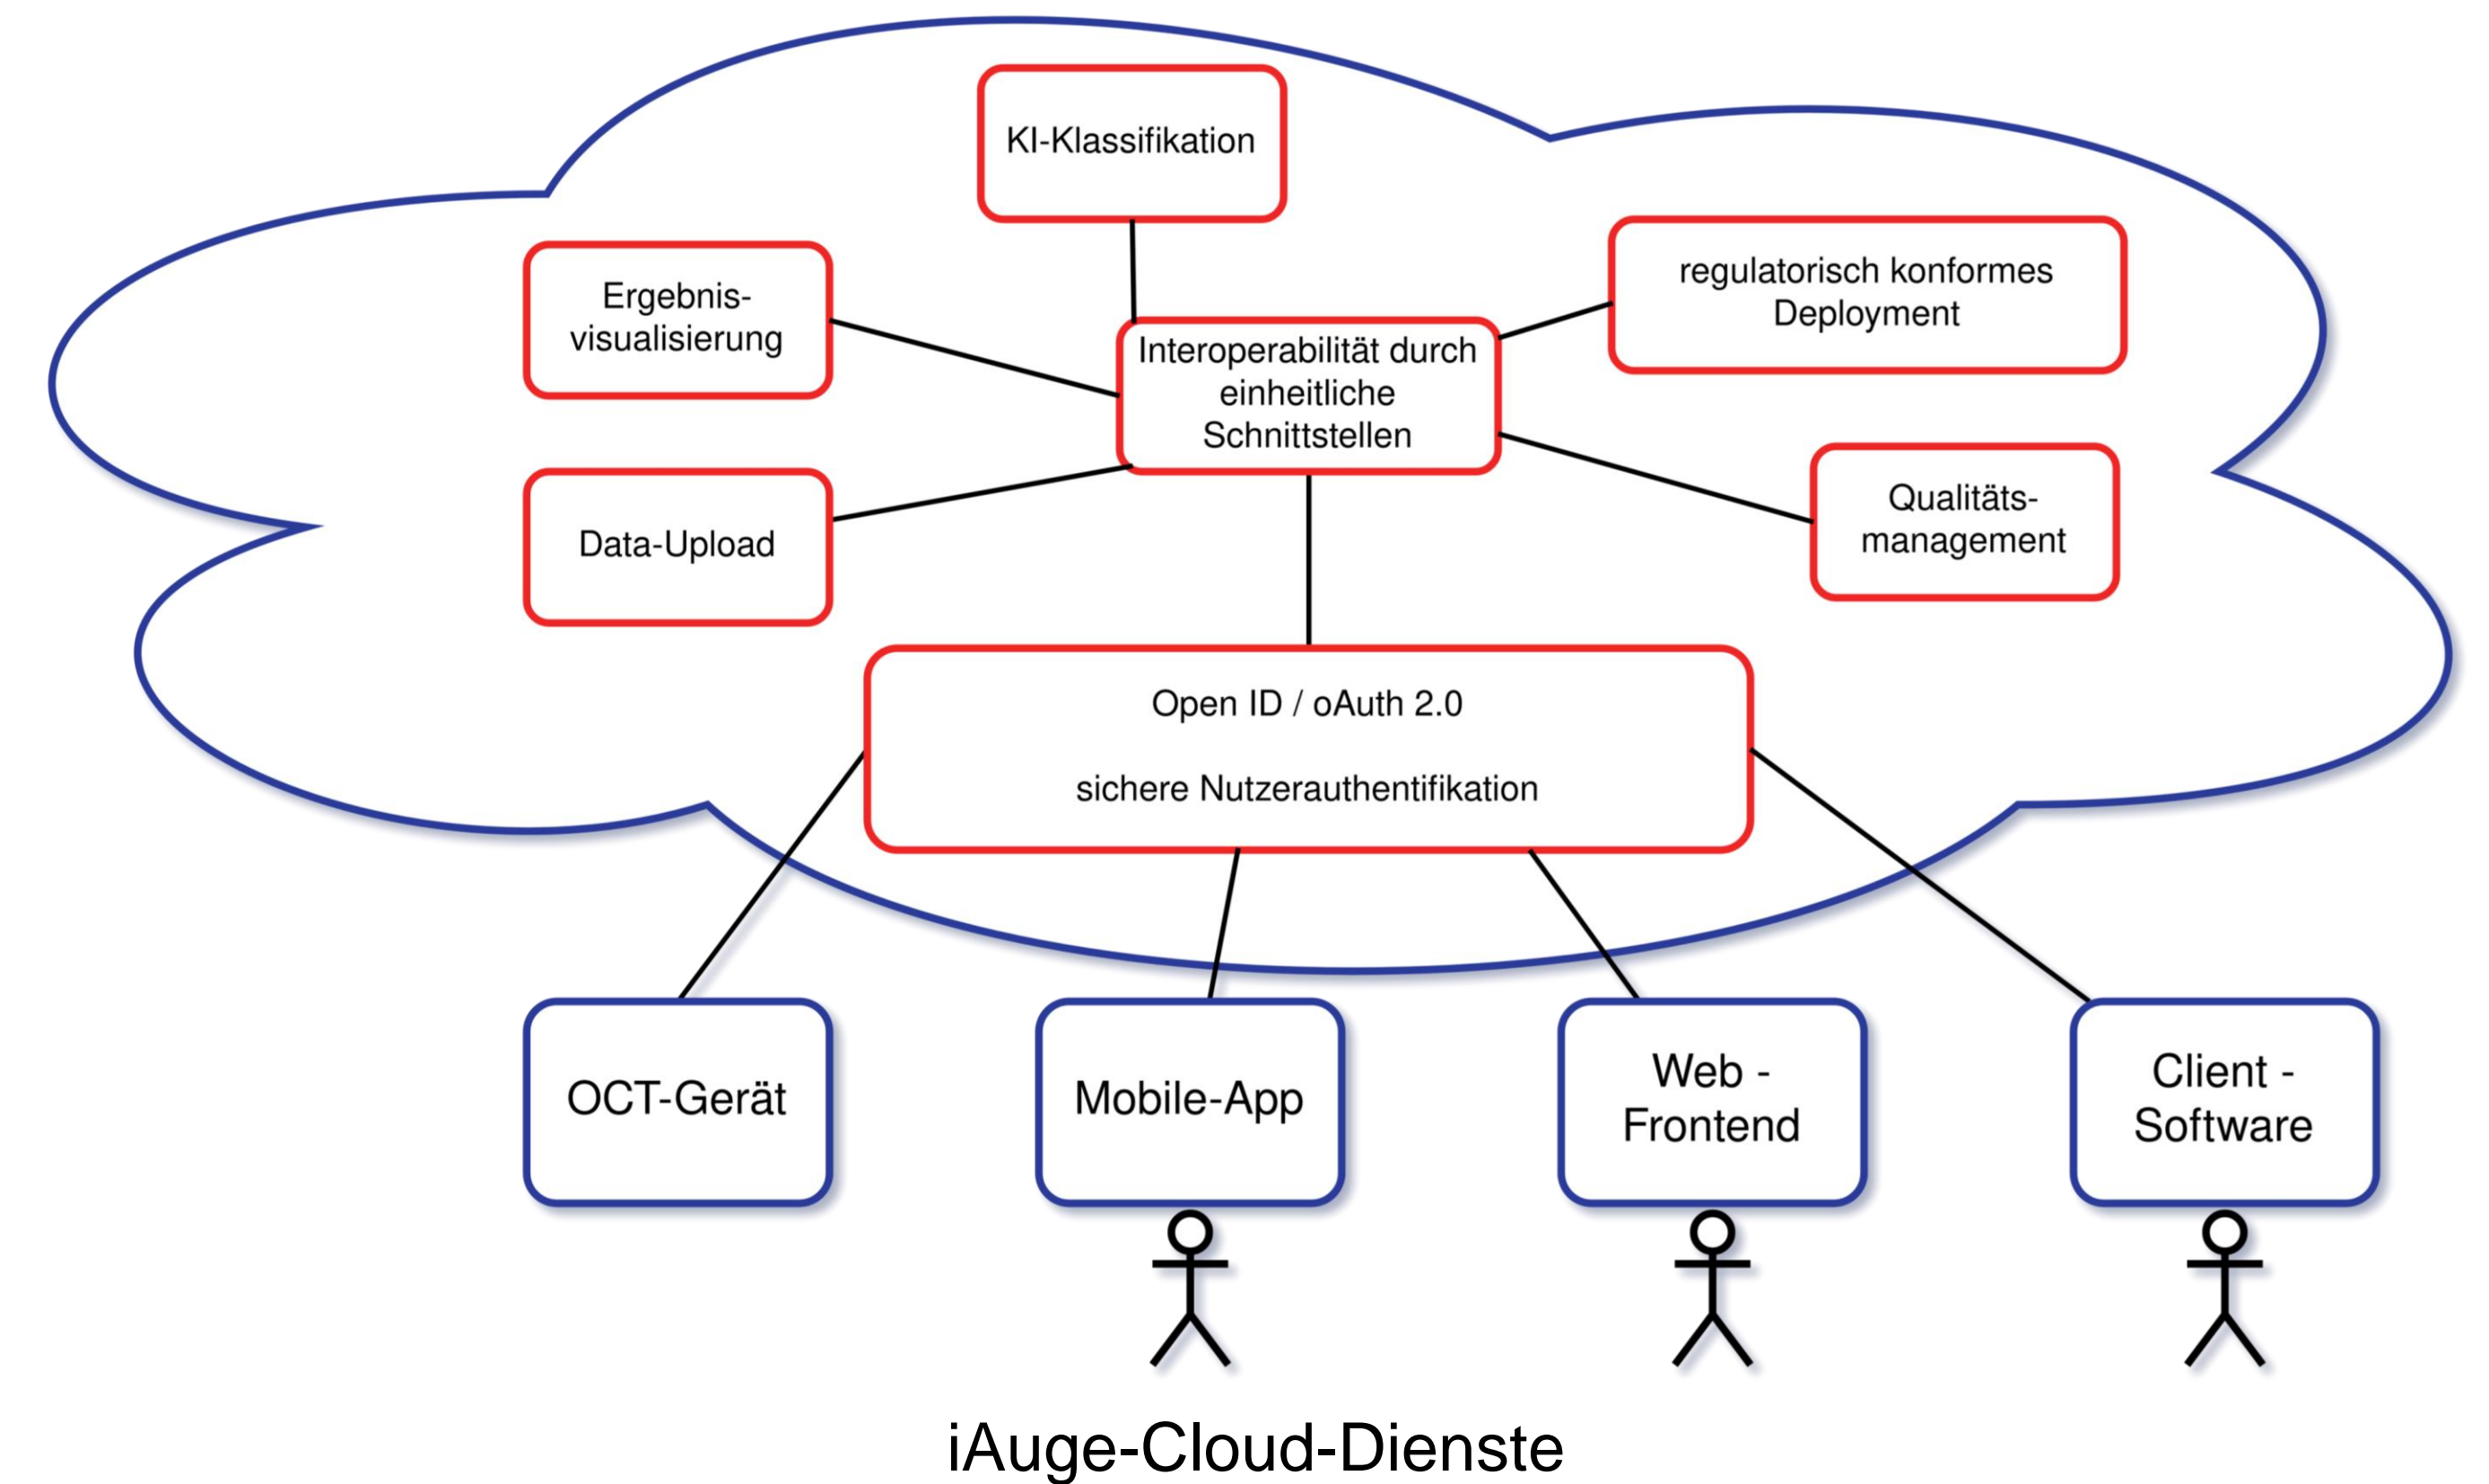 KI-Klassifikation
Ergebnis-
visualisierung
regulatorisch konformes
Deployment
Interoperabilität durch
einheitliche
Schnittstellen
Data-Upload
Qualitäts-
management
Open ID / oAuth 2.0
sichere Nutzerauthentifikation
OCT-Gerät
Mobile-App
Web -
Frontend
Client -
Software
iAuge-Cloud-Dienste